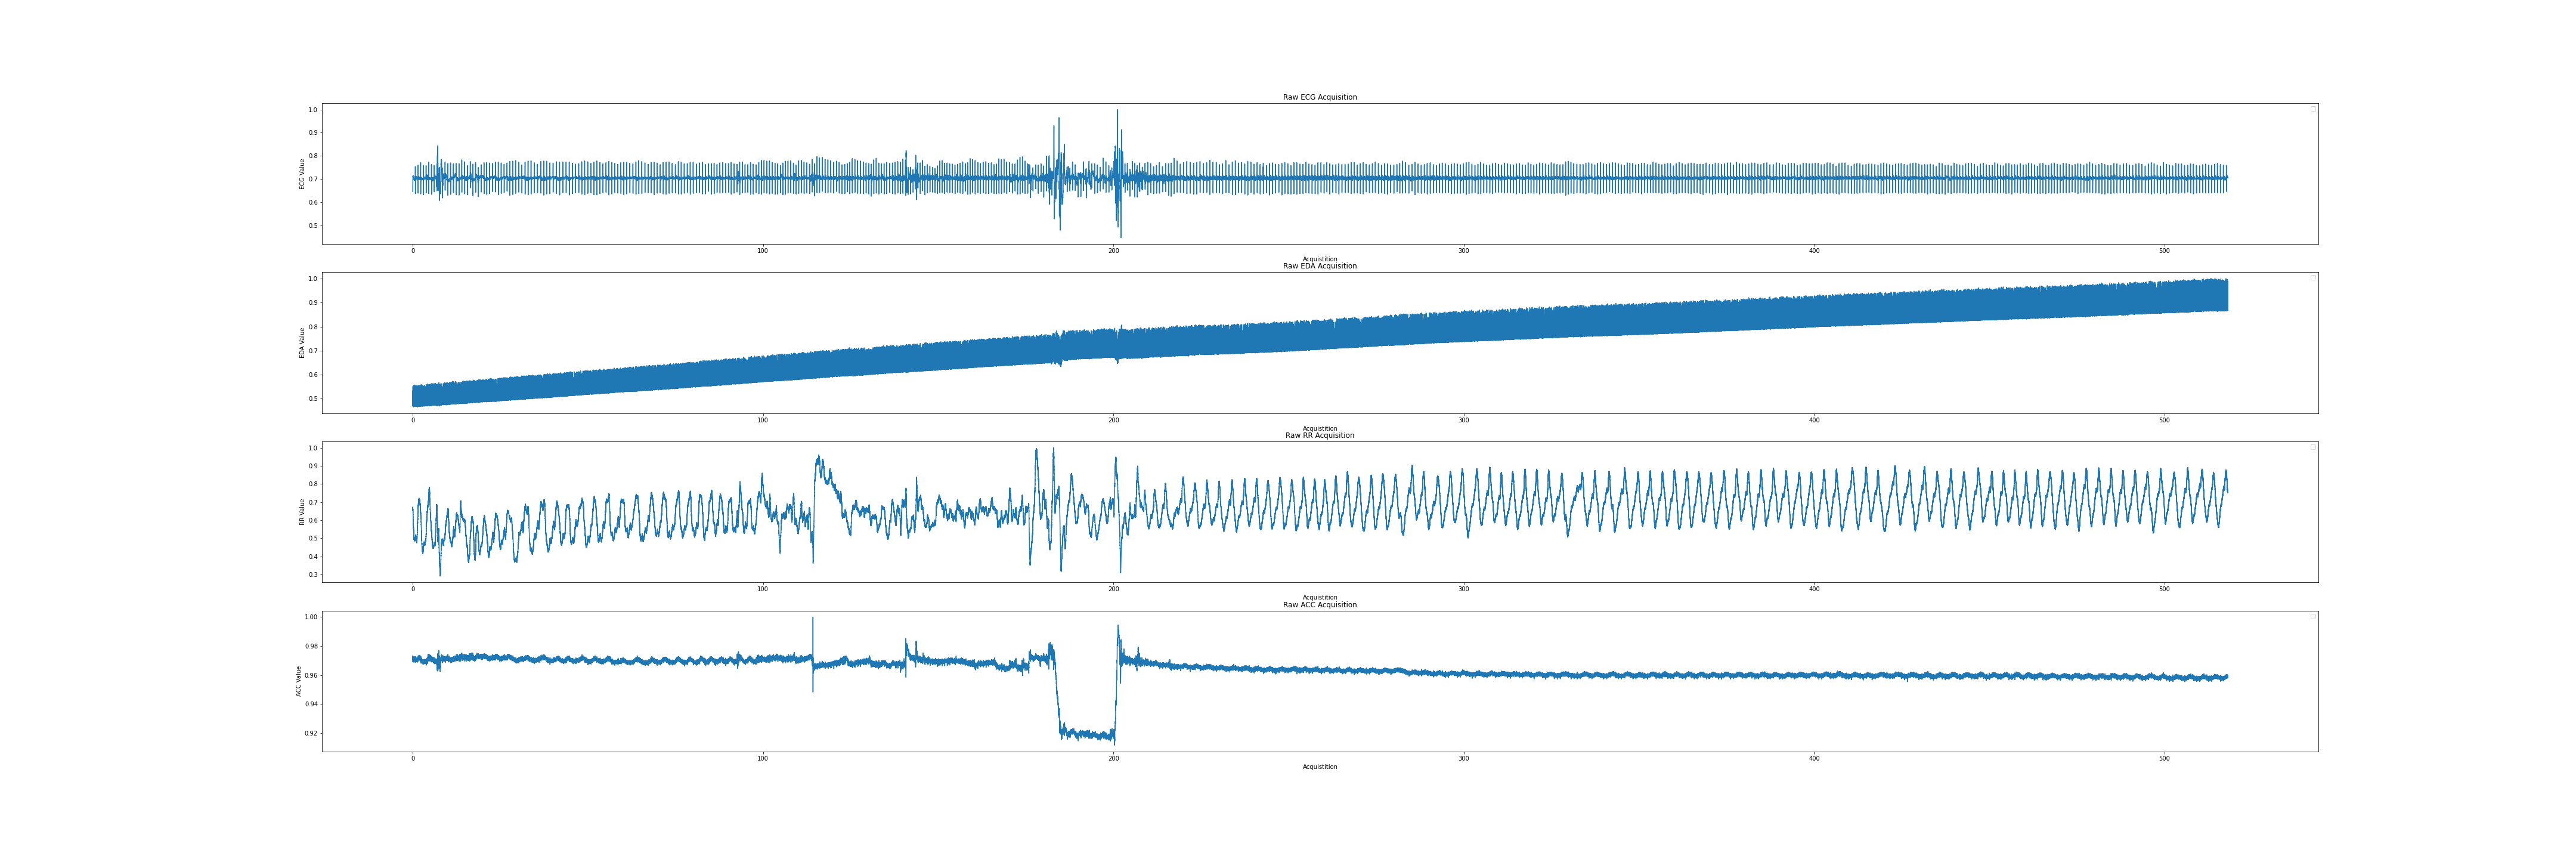 Raw ECG Acquisition
1.0
0.9
0.8
0.7
0.6
0.5
ECG Value
0 100 200 300 400 500
Acquistition
Raw EDA Acquisition
1.0
0.9
0.8
0.7
0.6
0.5
EDA Value
0 100 200 300 400 500
Acquistition
Raw RR Acquisition
1.0
0.9
0.8
0.7
0.6
0.5
0.4
0.3
RR Value
0 100 200 300 400 500
Acquistition
Raw ACC Acquisition
1.00
0.98
0.96
0.94
0.92
ACC Value
0 100 200 300 400 500
Acquistition